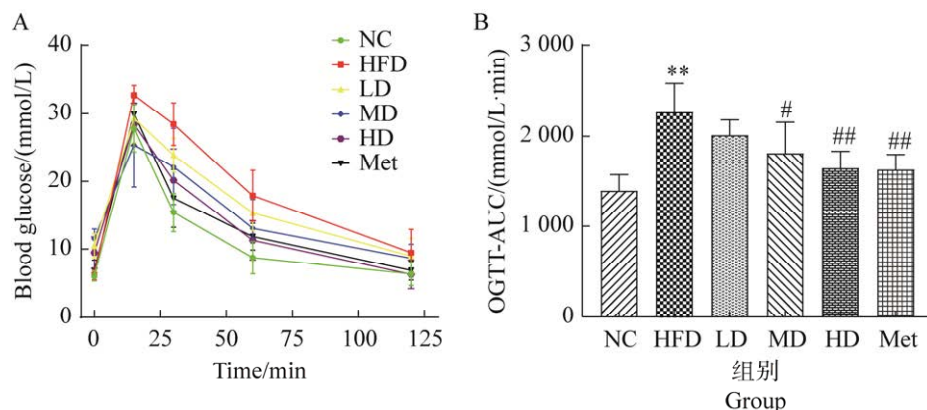 A
Blood glucose/(mmol/L)
40
30
20
10
0
0 25 50 75 100 125
Time/min
NC
HFD
LD
MD
HD
Met
B
OGTT-AUC/(mmol/L·min)
3 000
2 000
1 000
0
**
#
##
##
NC HFD LD MD HD Met
组别
Group